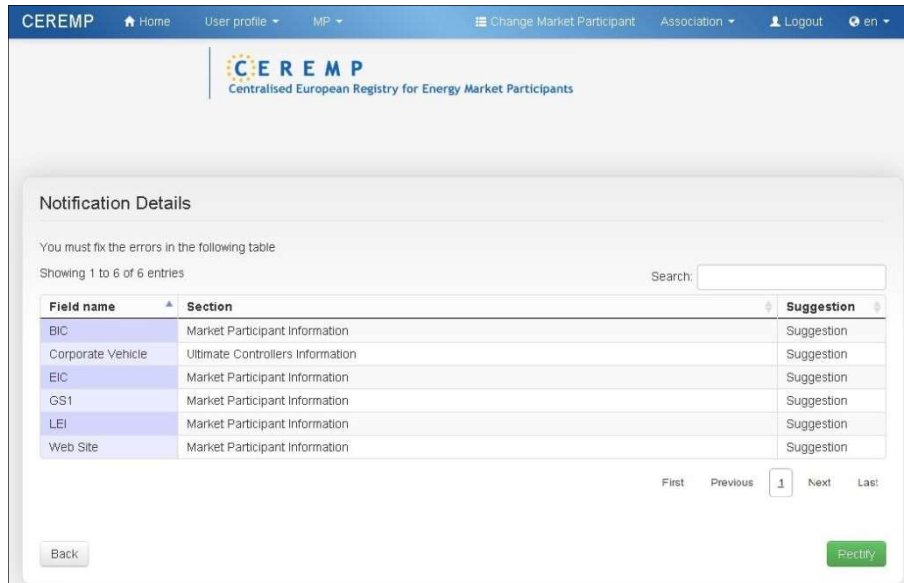 CEREMP Home User profile MP Change Market Participant Association Logout en
CEREMP
Centralised European Registry for Energy Market Participants
Notification Details
You must fix the errors in the following table
Showing 1 to 6 of 6 entries Search:
Field name Section Suggestion
BIC Market Participant Information Suggestion
Corporate Vehicle Ultimate Controllers Information Suggestion
EIC Market Participant Information Suggestion
GS1 Market Participant Information Suggestion
LEI Market Participant Information Suggestion
Web Site Market Participant Information Suggestion
First Previous 1 Next Last
Back Rectify